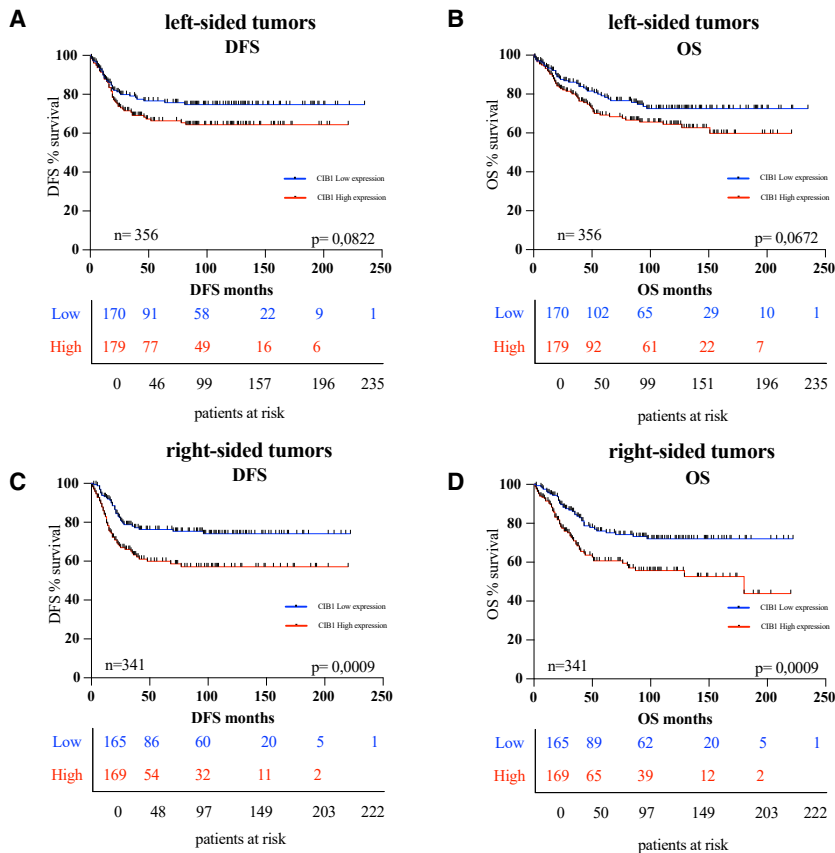 A
left-sided tumors
DFS
100
80
60
40
20
0
DFS % survival
CIB1 Low expression
CIB1 High expression
n= 356
p= 0,0822
0 50 100 150 200 250
DFS months
Low 170 91 58 22 9 1
High 179 77 49 16 6
0 46 99 157 196 235
patients at risk
B
left-sided tumors
OS
100
80
60
40
20
0
OS % survival
CIB1 Low expression
CIB1 High expression
n= 356
p= 0,0672
0 50 100 150 200 250
OS months
Low 170 102 65 29 10 1
High 179 92 61 22 7
0 50 99 151 196 235
patients at risk
C
right-sided tumors
DFS
100
80
60
40
20
0
DFS % survival
CIB1 Low expression
CIB1 High expression
n=341
p= 0,0009
0 50 100 150 200 250
DFS months
Low 165 86 60 20 5 1
High 169 54 32 11 2
0 48 97 149 203 222
patients at risk
D
right-sided tumors
OS
100
80
60
40
20
0
OS % survival
CIB1 Low expression
CIB1 High expression
n=341
p= 0,0009
0 50 100 150 200 250
OS months
Low 165 89 62 20 5 1
High 169 65 39 12 2
0 50 97 149 203 222
patients at risk